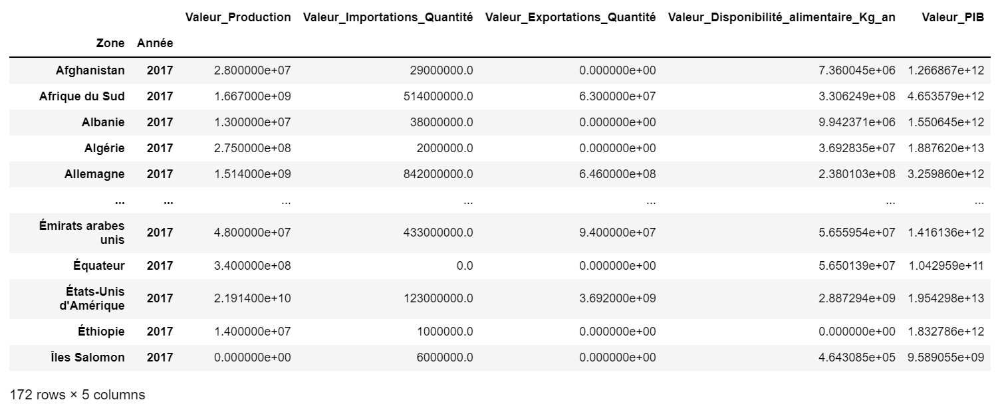 Valeur_Production Valeur_Importations_Quantité Valeur_Exportations_Quantité Valeur_Disponibilité_alimentaire_Kg_an Valeur_PIB
Zone Année
Afghanistan 2017 2.800000e+07 29000000.0 0.000000e+00 7.360045e+06 1.266867e+12
Afrique du Sud 2017 1.667000e+09 514000000.0 6.300000e+07 3.306249e+08 4.653579e+12
Albanie 2017 1.300000e+07 38000000.0 0.000000e+00 9.942371e+06 1.550645e+12
Algérie 2017 2.750000e+08 2000000.0 0.000000e+00 3.692835e+07 1.887620e+13
Allemagne 2017 1.514000e+09 842000000.0 6.460000e+08 2.380103e+08 3.259860e+12
... ... ... ... ... ... ...
Émirats arabes
unis 2017 4.800000e+07 433000000.0 9.400000e+07 5.655954e+07 1.416136e+12
Équateur 2017 3.400000e+08 0.0 0.000000e+00 5.650139e+07 1.042959e+11
États-Unis
d'Amérique 2017 2.191400e+10 123000000.0 3.692000e+09 2.887294e+09 1.954298e+13
Éthiopie 2017 1.400000e+07 1000000.0 0.000000e+00 0.000000e+00 1.832786e+12
Îles Salomon 2017 0.000000e+00 6000000.0 0.000000e+00 4.643085e+05 9.589055e+09
172 rows × 5 columns